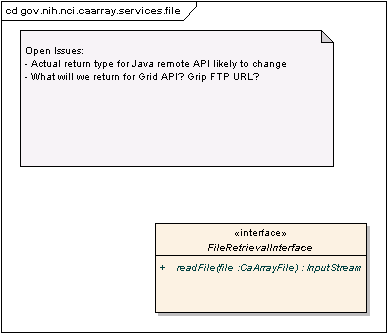 cd gov.nih.nci.caarray.services.file
Open Issues:
- Actual return type for Java remote API likely to change
- What will we return for Grid API? Grip FTP URL?
«interface»
FileRetrievalInterface
+ readFile(file :CaArrayFile) : InputStream